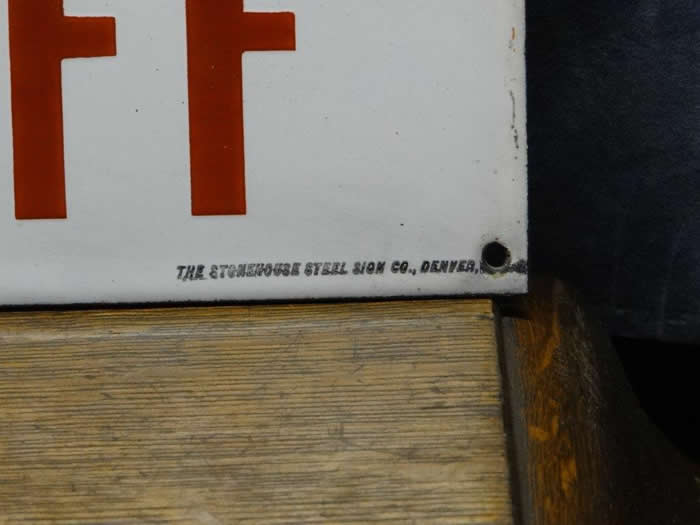 FF
THE STONEHOUSE STEEL SIGN CO., DENVER,